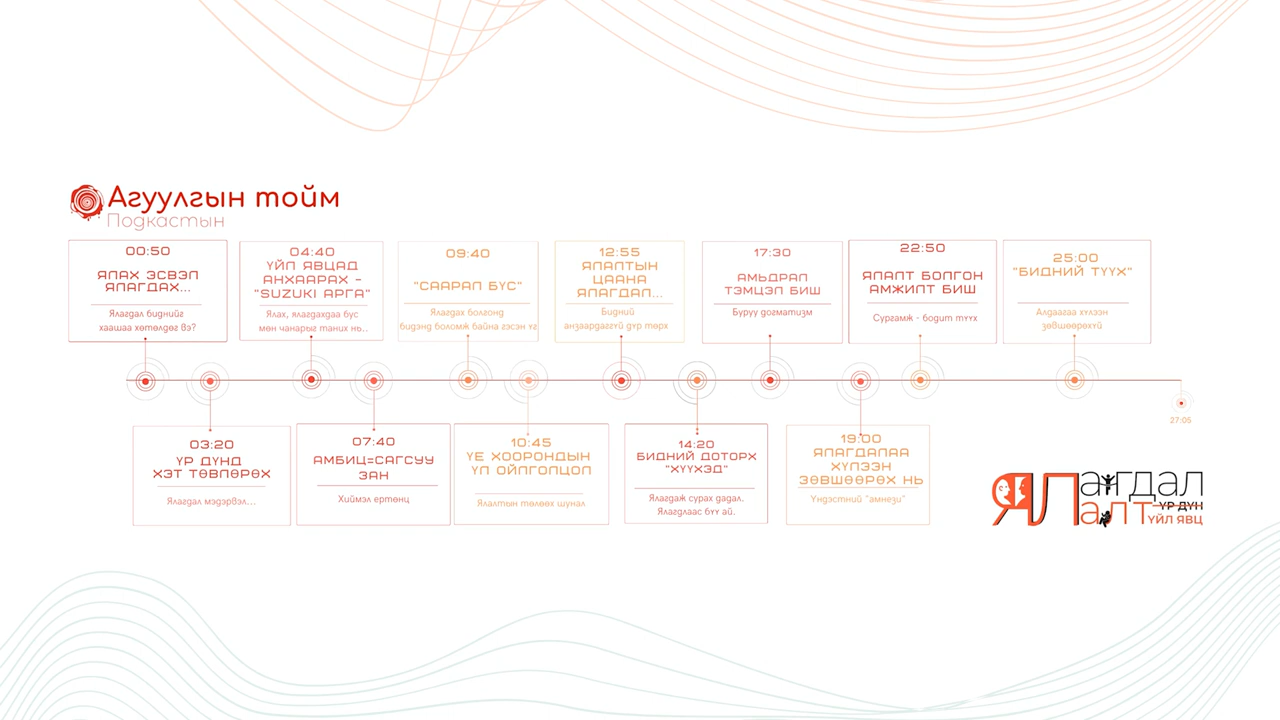 Агуулгын тойм
Подкастын
00:50
ЯЛАХ ЭСВЭЛ
ЯЛАГДАХ...
Ялагдал биднийг
хаашаа хөтөлдөг вэ?
04:40
ҮЙЛ ЯВЦАД
АНХААРАХ -
"SUZUKI АРГА"
Ялах, ялагдахдаа бус
мөн чанарыг таних нь..
09:40
"СААРАЛ БҮС"
Ялагдах болгонд
бидэнд боломж байна гэсэн үг
12:55
ЯЛАЛТЫН
ЦААНА
ЯЛАГДАЛ...
Бидний
анзаардаггүй дүр төрх
17:30
АМЬДРАЛ
ТЭМЦЭЛ БИШ
Буруу догматизм
22:50
ЯЛАЛТ БОЛГОН
АМЖИЛТ БИШ
Сургамж - бодит түүх
25:00
"БИДНИЙ ТҮҮХ"
Алдаагаа хүлээн
зөвшөөрөхүй
27:05
03:20
ҮР ДҮНД
ХЭТ ТӨВЛӨРӨХ
Ялагдал мэдэрвэл...
07:40
АМБИЦ=САГСУУ
ЗАН
Хиймэл ертөнц
10:45
ҮЕ ХООРОНДЫН
ҮЛ ОЙЛГОЛЦОЛ
Ялалтын төлөөх шунал
14:20
БИДНИЙ ДОТОРХ
"ХҮҮХЭД"
Ялагдаж сурах дадал.
Ялагдлаас бүү ай.
19:00
ЯЛАГДАЛАА
ХҮЛЭЭН
ЗӨВШӨӨРӨХ НЬ
Үндэстний "амнези"
ЯЛагдал
алт
ҮР ДҮН
ҮЙЛ ЯВЦ